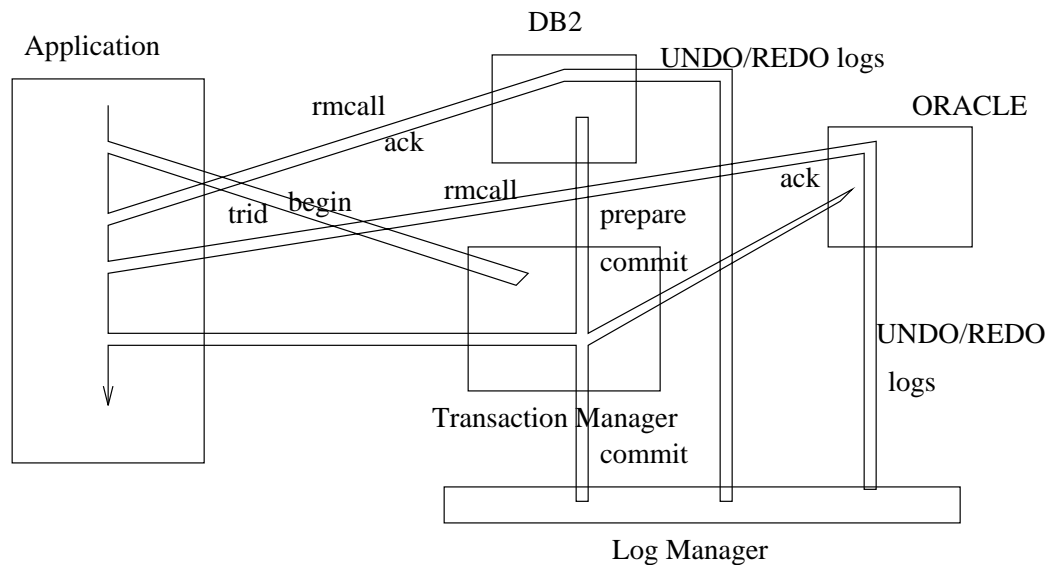 DB2
Application
UNDO/REDO logs
rmcall
ORACLE
ack
rmcall
ack
begin
trid
prepare
commit
UNDO/REDO
logs
Transaction Manager
commit
Log Manager